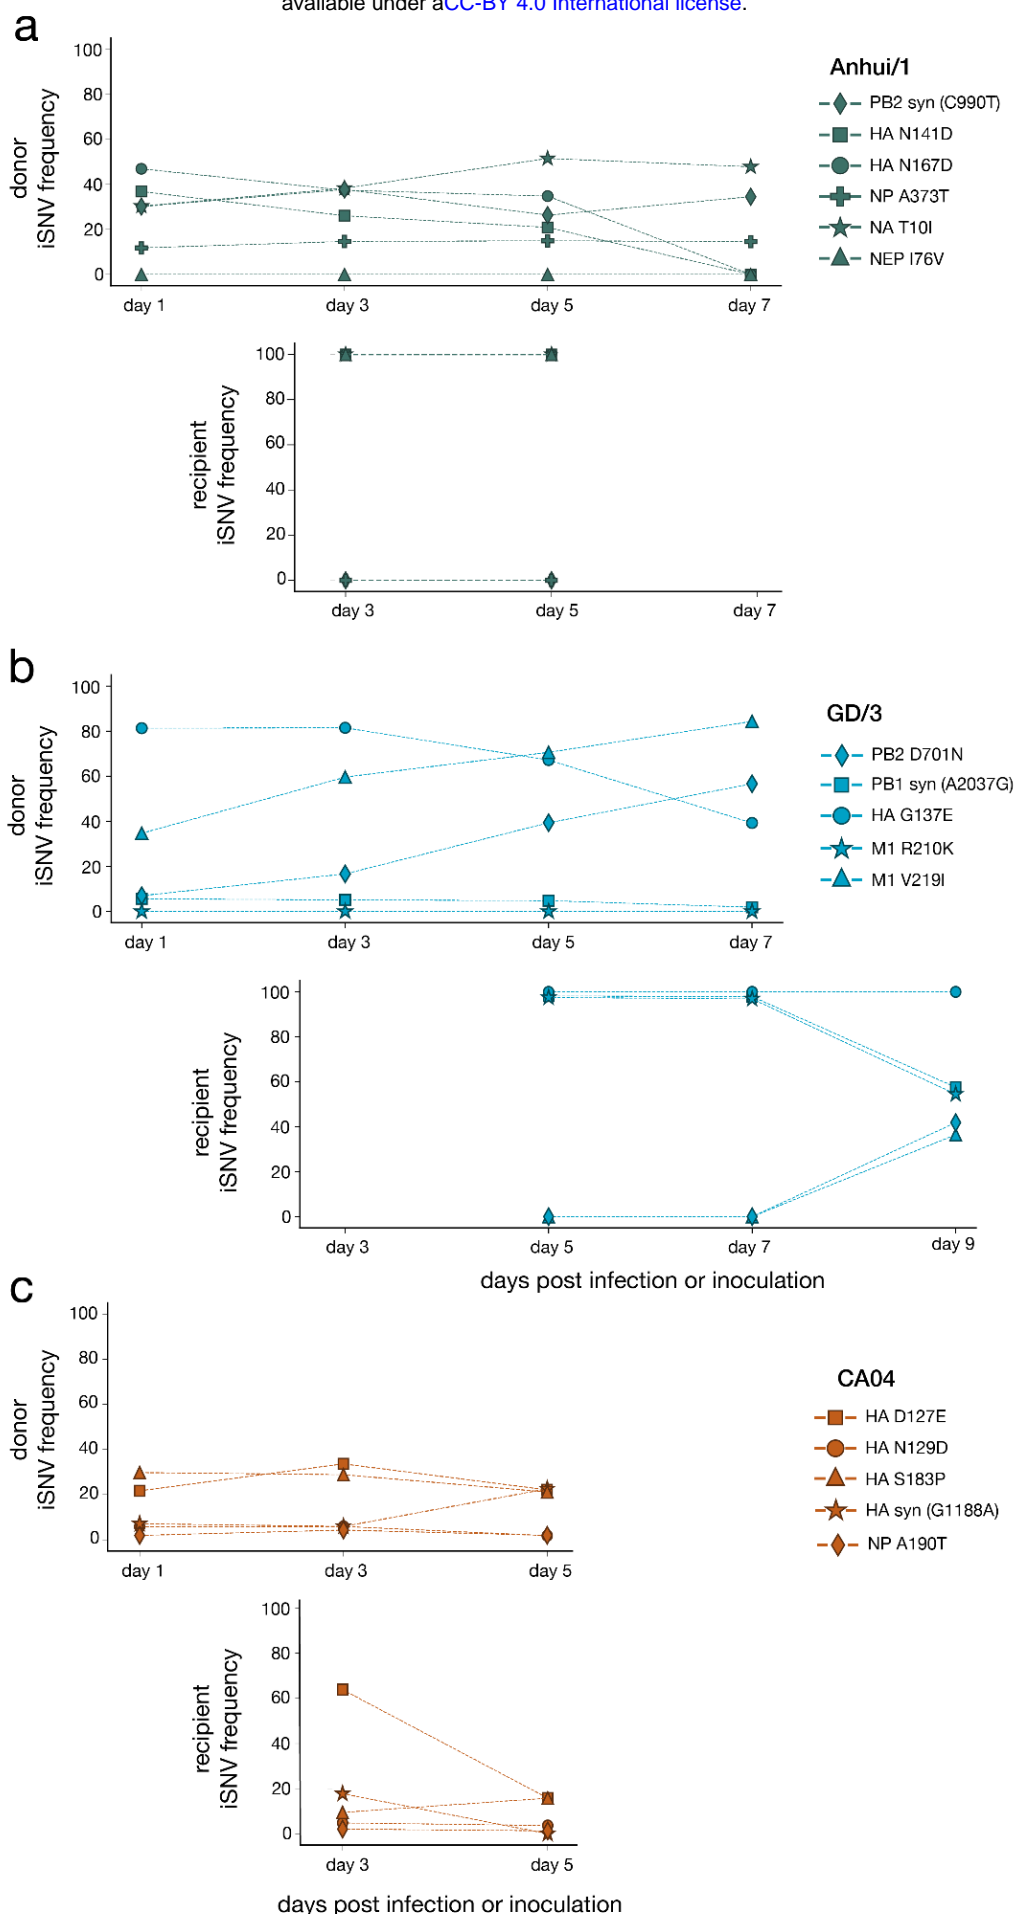 available under aCC-BY 4.0 International license.
a
donor
iSNV frequency
100
80
60
40
20
0
day 1
day 3
day 5
day 7
Anhui/1
PB2 syn (C990T)
HA N141D
HA N167D
NP A373T
NA T10I
NEP I76V
recipient
iSNV frequency
100
80
60
40
20
0
day 3
day 5
day 7
b
donor
iSNV frequency
100
80
60
40
20
0
day 1
day 3
day 5
day 7
GD/3
PB2 D701N
PB1 syn (A2037G)
HA G137E
M1 R210K
M1 V219I
recipient
iSNV frequency
100
80
60
40
20
0
day 3
day 5
day 7
day 9
days post infection or inoculation
c
donor
iSNV frequency
100
80
60
40
20
0
day 1
day 3
day 5
CA04
HA D127E
HA N129D
HA S183P
HA syn (G1188A)
NP A190T
recipient
iSNV frequency
100
80
60
40
20
0
day 3
day 5
days post infection or inoculation